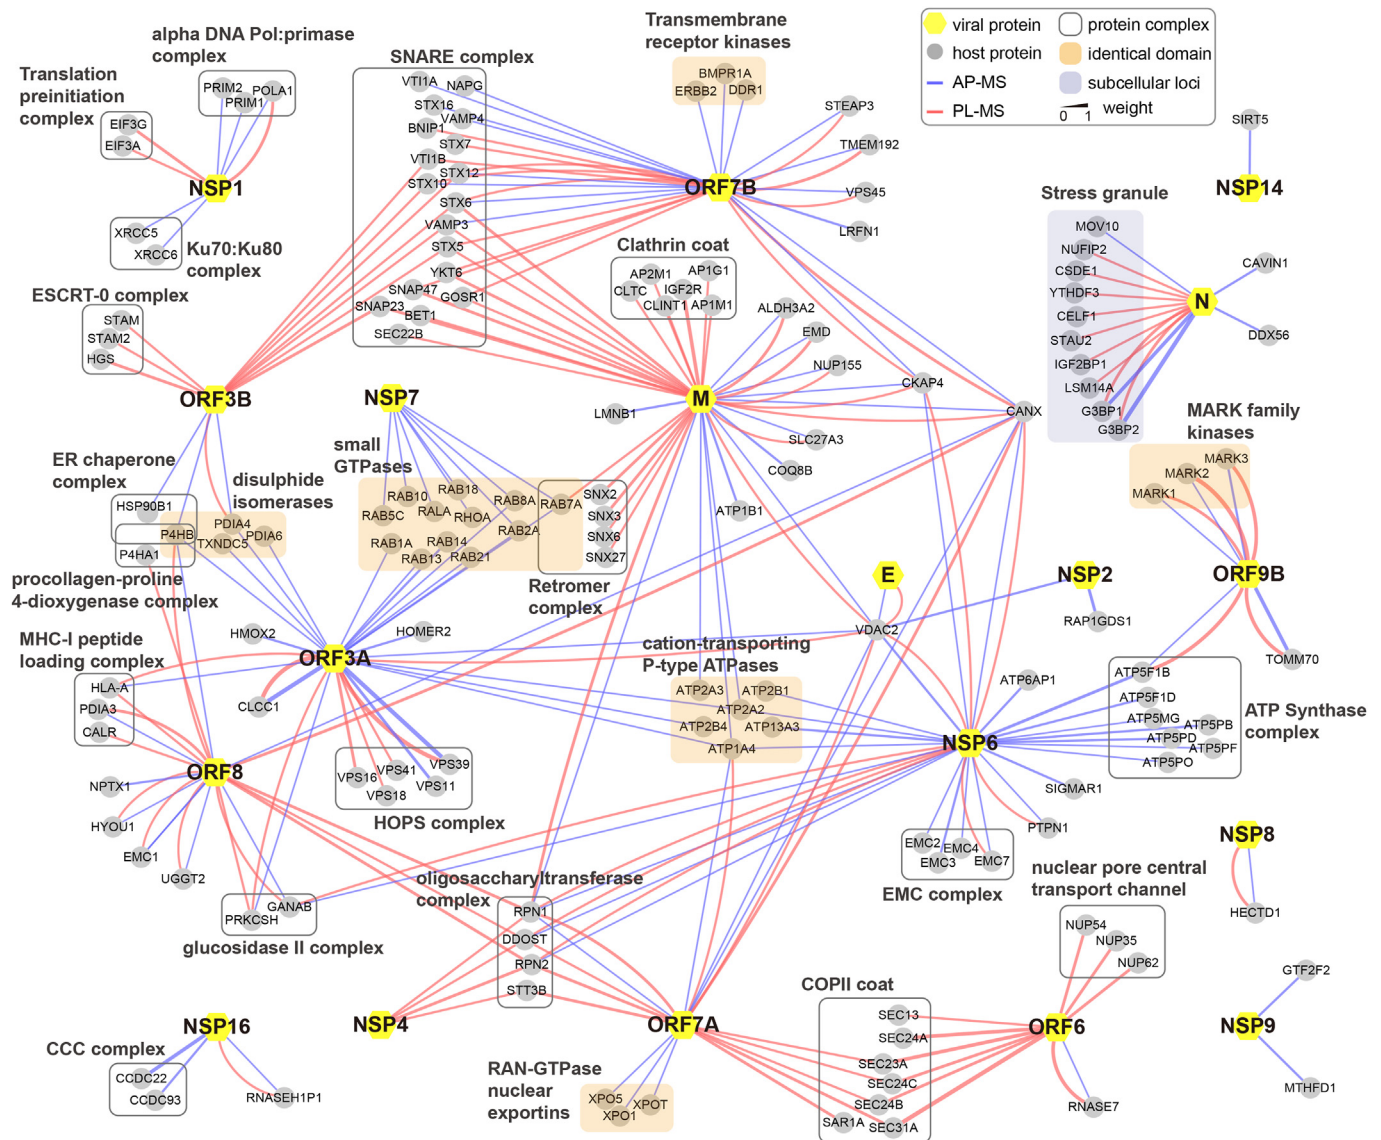 Transmembrane
receptor kinases
BMPR1A
ERBB2
DDR1
viral protein
host protein
AP-MS
PL-MS
protein complex
identical domain
subcellular loci
weight
0 1
alpha DNA Pol:primase
complex
PRIM2
PRIM1
POLA1
Translation
preinitiation
complex
EIF3G
EIF3A
NSP1
XRCC5
XRCC6
Ku70:Ku80
complex
SNARE complex
VTI1A
NAPG
STX16
VAMP4
BNIP1
STX7
VTI1B
STX12
STX10
STX6
VAMP3
STX5
YKT6
SNAP47
GOSR1
SNAP23
BET1
SEC22B
ORF7B
STEAP3
TMEM192
VPS45
LRFN1
SIRT5
NSP14
Stress granule
MOV10
NUFIP2
CSDE1
YTHDF3
CELF1
STAU2
IGF2BP1
LSM14A
G3BP1
G3BP2
CAVIN1
N
DDX56
ESCRT-0 complex
STAM
STAM2
HGS
ORF3B
Clathrin coat
AP2M1
AP1G1
CLTC
IGF2R
CLINT1
AP1M1
ALDH3A2
EMD
NUP155
CKAP4
CANX
M
LMNB1
SLC27A3
COQ8B
ATP1B1
NSP7
small
GTPases
RAB10
RAB18
RAB8A
RAB7A
RAB5C
RALA
RHOA
RAB2A
RAB1A
RAB14
RAB13
RAB21
SNX2
SNX3
SNX6
SNX27
Retromer
complex
MARK family
kinases
MARK3
MARK2
MARK1
ORF9B
TOMM70
ER chaperone
complex
HSP90B1
disulphide
isomerases
PDIA4
P4HB
TXNDC5
PDIA6
P4HA1
procollagen-proline
4-dioxygenase complex
E
VDAC2
NSP2
RAP1GDS1
MHC-I peptide
loading complex
HLA-A
PDIA3
CALR
HMOX2
HOMER2
ORF3A
CLCC1
cation-transporting
P-type ATPases
ATP2A3
ATP2B1
ATP2A2
ATP2B4
ATP13A3
ATP1A4
ATP6AP1
ATP5F1B
ATP5F1D
ATP5MG
ATP5PB
ATP5PD
ATP5PF
ATP5PO
ATP Synthase
complex
NSP6
SIGMAR1
PTPN1
ORF8
NPTX1
HYOU1
EMC1
UGGT2
VPS16
VPS41
VPS39
VPS18
VPS11
HOPS complex
EMC2
EMC4
EMC3
EMC7
EMC complex
NSP8
HECTD1
GANAB
PRKCSH
glucosidase II complex
oligosaccharyltransferase
complex
RPN1
DDOST
RPN2
STT3B
nuclear pore central
transport channel
NUP54
NUP35
NUP62
GTF2F2
NSP9
MTHFD1
NSP16
CCC complex
CCDC22
CCDC93
RNASEH1P1
NSP4
ORF7A
RAN-GTPase
nuclear
exportins
XPO5
XPOT
XPO1
COPII coat
SEC13
SEC24A
SEC23A
SEC24C
SEC24B
SAR1A
SEC31A
ORF6
RNASE7